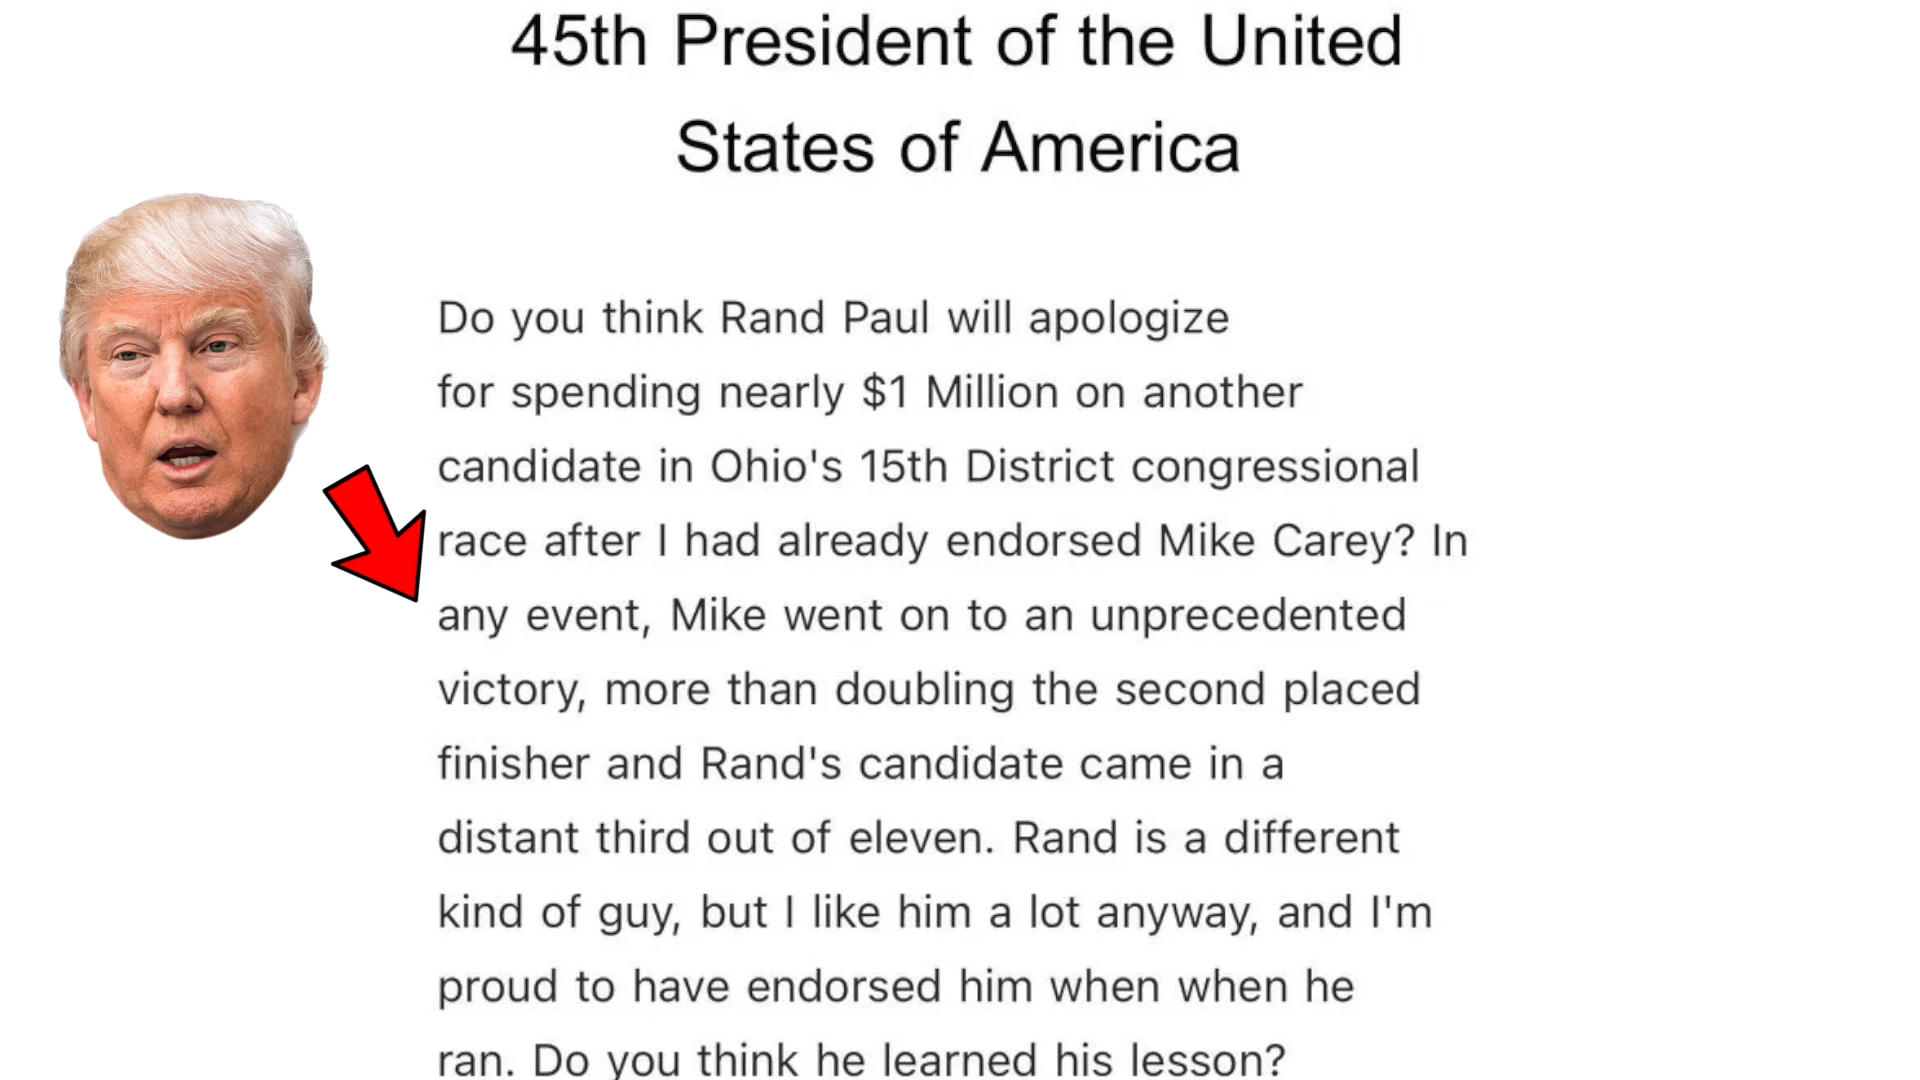 45th President of the United
States of America
Do you think Rand Paul will apologize
for spending nearly $1 Million on another
candidate in Ohio's 15th District congressional
race after I had already endorsed Mike Carey? In
any event, Mike went on to an unprecedented
victory, more than doubling the second placed
finisher and Rand's candidate came in a
distant third out of eleven. Rand is a different
kind of guy, but I like him a lot anyway, and I'm
proud to have endorsed him when when he
ran. Do you think he learned his lesson?